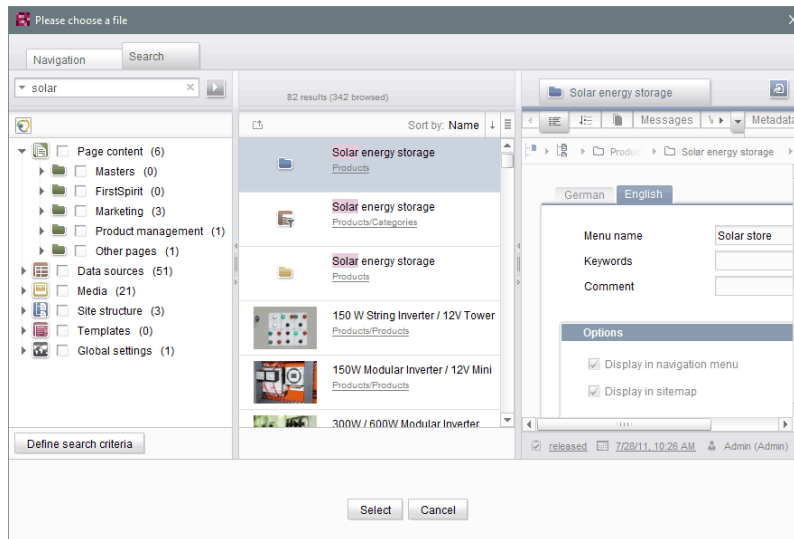 Please choose a file
Navigation
Search
solar
82 results (342 browsed)
Sort by: Name
Page content (6)
Masters (0)
FirstSpirit (0)
Marketing (3)
Product management (1)
Other pages (1)
Data sources (51)
Media (21)
Site structure (3)
Templates (0)
Global settings (1)
Define search criteria
Solar energy storage
Products
Solar energy storage
Products/Categories
Solar energy storage
Products
150 W String Inverter / 12V Tower
Products/Products
150W Modular Inverter / 12V Mini
Products/Products
300W / 600W Modular Inverter
Solar energy storage
Messages
Metadata
Solar energy storage
German
English
Menu name
Solar store
Keywords
Comment
Options
Display in navigation menu
Display in sitemap
released 7/28/11, 10:26 AM Admin (Admin)
Select
Cancel